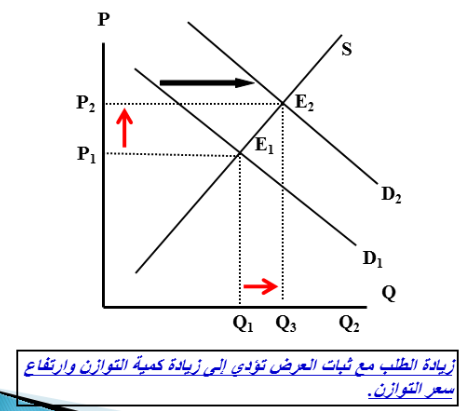 P
S
P₂
E₂
E₁
P₁
D₂
D₁
Q
Q₁ Q₃ Q₂
زيادة الطلب مع ثبات العرض تؤدي إلى زيادة كمية التوازن وارتفاع
سعر التوازن.